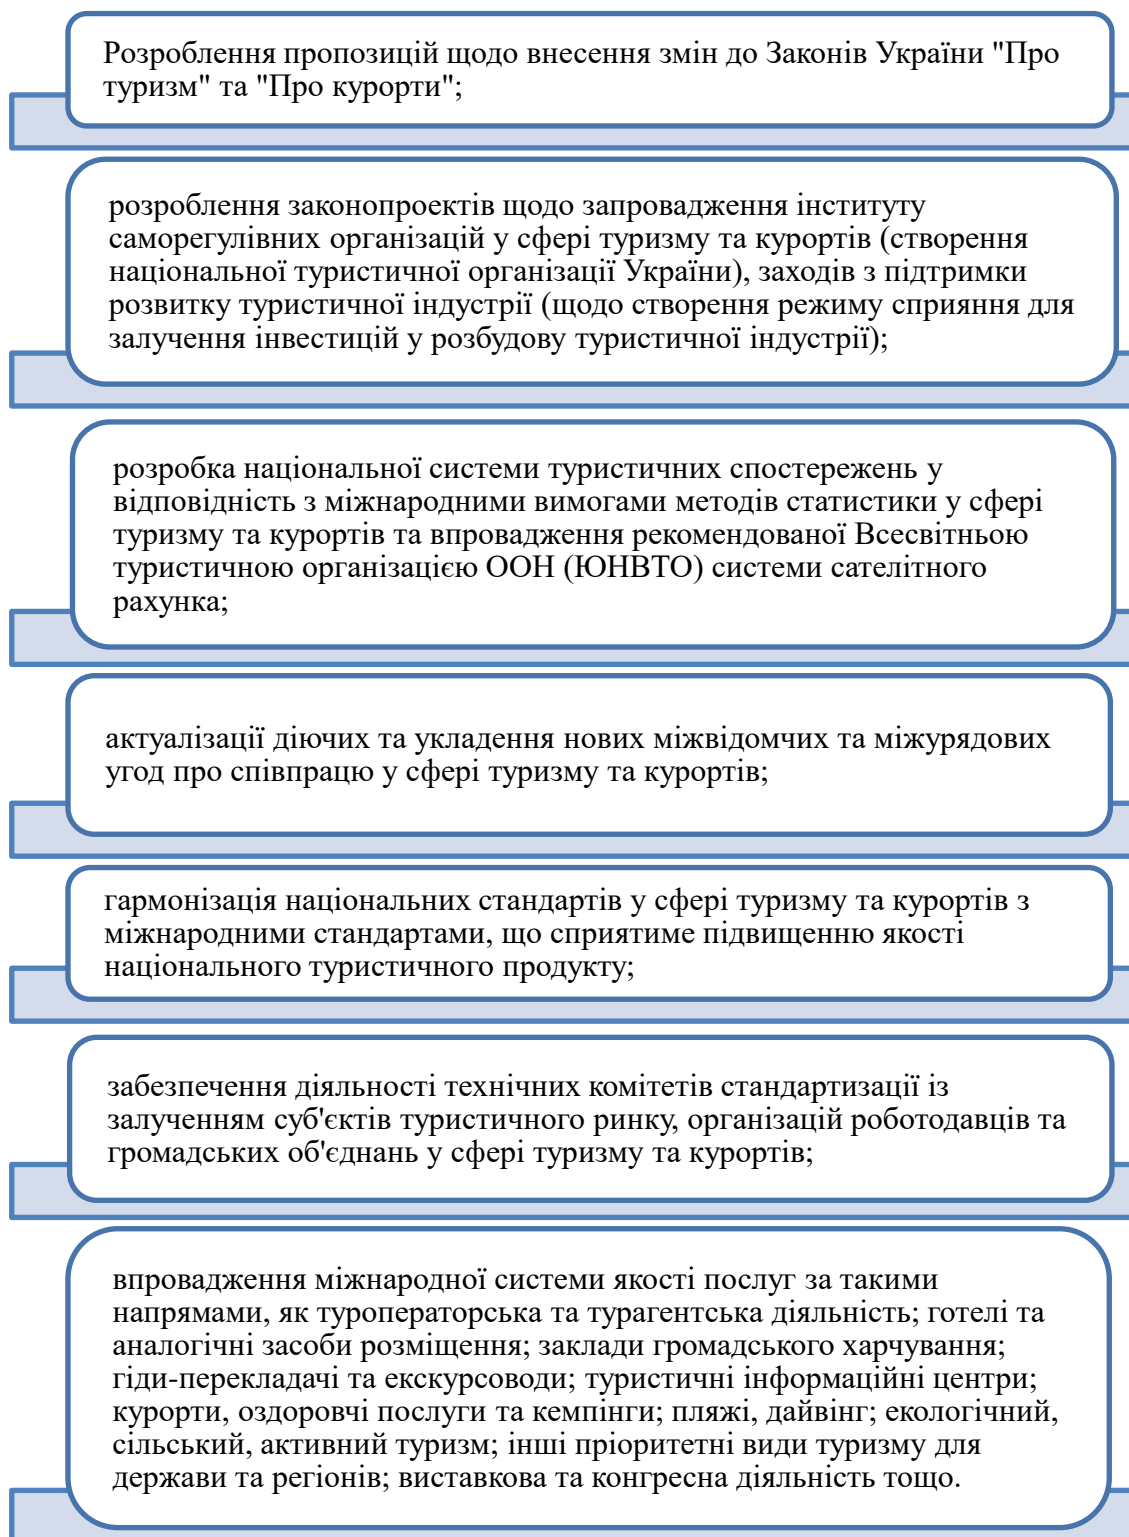 Розроблення пропозицій щодо внесення змін до Законів України "Про
туризм" та "Про курорти";
розроблення законопроектів щодо запровадження інституту
саморегулівних організацій у сфері туризму та курортів (створення
національної туристичної організації України), заходів з підтримки
розвитку туристичної індустрії (щодо створення режиму сприяння для
залучення інвестицій у розбудову туристичної індустрії);
розробка національної системи туристичних спостережень у
відповідність з міжнародними вимогами методів статистики у сфері
туризму та курортів та впровадження рекомендованої Всесвітньою
туристичною організацією ООН (ЮНВТО) системи сателітного
рахунка;
актуалізації діючих та укладення нових міжвідомчих та міжурядових
угод про співпрацю у сфері туризму та курортів;
гармонізація національних стандартів у сфері туризму та курортів з
міжнародними стандартами, що сприятиме підвищенню якості
національного туристичного продукту;
забезпечення діяльності технічних комітетів стандартизації із
залученням суб'єктів туристичного ринку, організацій роботодавців та
громадських об'єднань у сфері туризму та курортів;
впровадження міжнародної системи якості послуг за такими
напрямами, як туроператорська та турагентська діяльність; готелі та
аналогічні засоби розміщення; заклади громадського харчування;
гіди-перекладачі та екскурсоводи; туристичні інформаційні центри;
курорти, оздоровчі послуги та кемпінги; пляжі, дайвінг; екологічний,
сільський, активний туризм; інші пріоритетні види туризму для
держави та регіонів; виставкова та конгресна діяльність тощо.